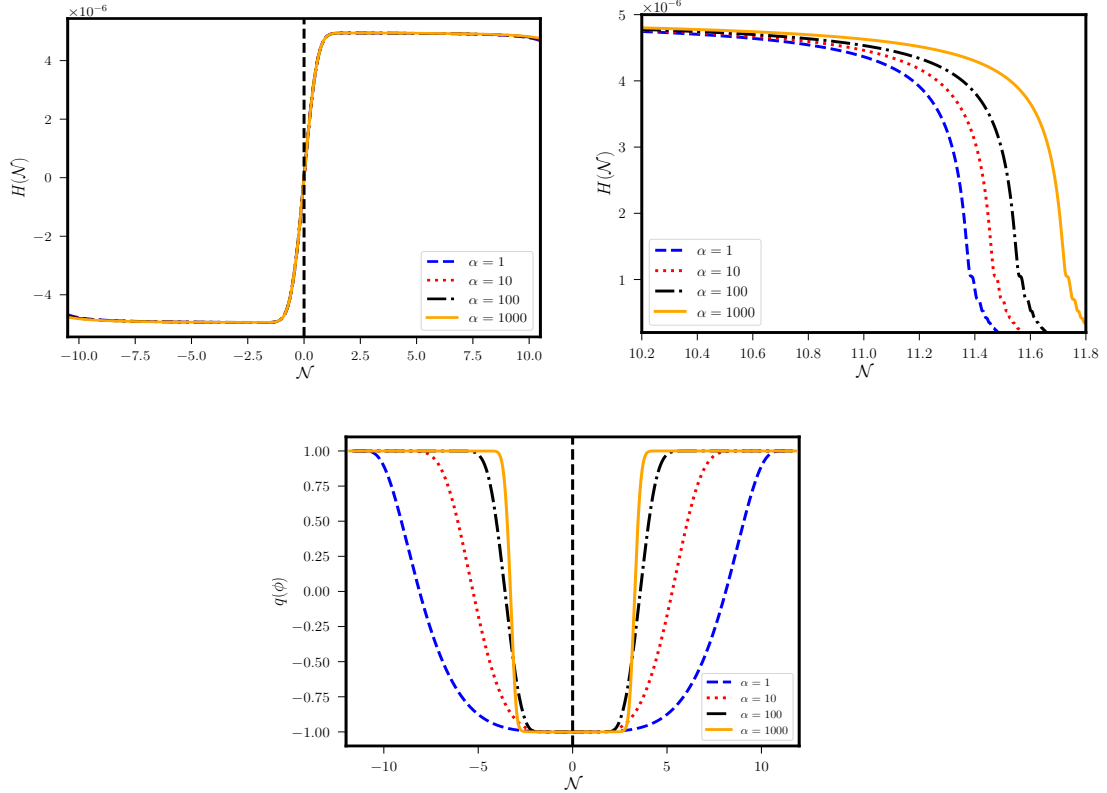 ×10⁻⁶
4
2
0
−2
−4
H(𝒩)
−10.0 −7.5 −5.0 −2.5 0.0 2.5 5.0 7.5 10.0
𝒩
α = 1
α = 10
α = 100
α = 1000
×10⁻⁶
5
4
3
2
1
H(𝒩)
10.2 10.4 10.6 10.8 11.0 11.2 11.4 11.6 11.8
𝒩
α = 1
α = 10
α = 100
α = 1000
1.00
0.75
0.50
0.25
0.00
−0.25
−0.50
−0.75
−1.00
q(ϕ)
−10 −5 0 5 10
𝒩
α = 1
α = 10
α = 100
α = 1000